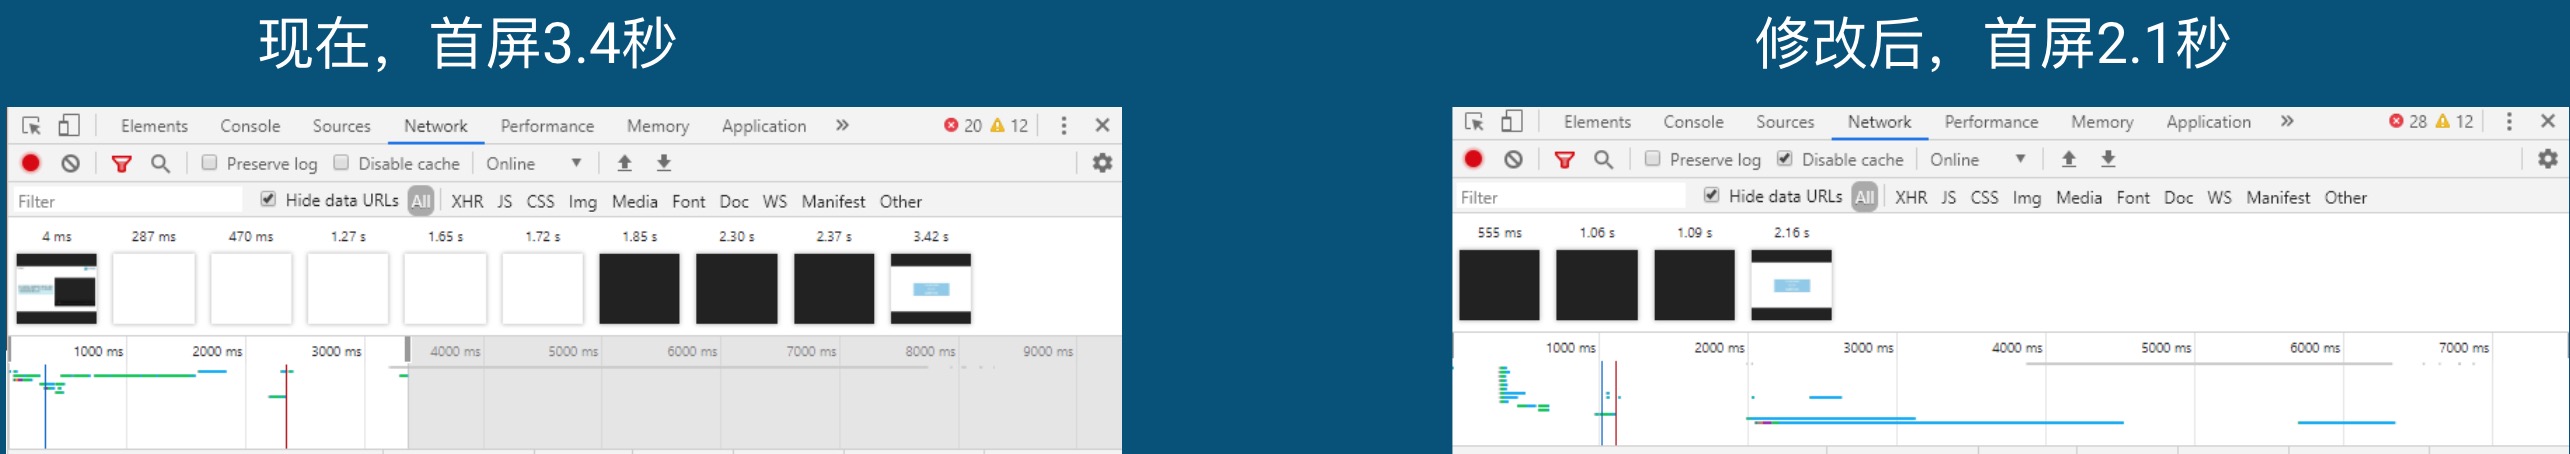 现在，首屏3.4秒
Elements Console Sources Network Performance Memory Application » 20 12
Preserve log Disable cache Online
Filter Hide data URLs All XHR JS CSS Img Media Font Doc WS Manifest Other
4 ms 287 ms 470 ms 1.27 s 1.65 s 1.72 s 1.85 s 2.30 s 2.37 s 3.42 s
1000 ms 2000 ms 3000 ms 4000 ms 5000 ms 6000 ms 7000 ms 8000 ms 9000 ms
修改后，首屏2.1秒
Elements Console Sources Network Performance Memory Application » 28 12
Preserve log Disable cache Online
Filter Hide data URLs All XHR JS CSS Img Media Font Doc WS Manifest Other
555 ms 1.06 s 1.09 s 2.16 s
1000 ms 2000 ms 3000 ms 4000 ms 5000 ms 6000 ms 7000 ms